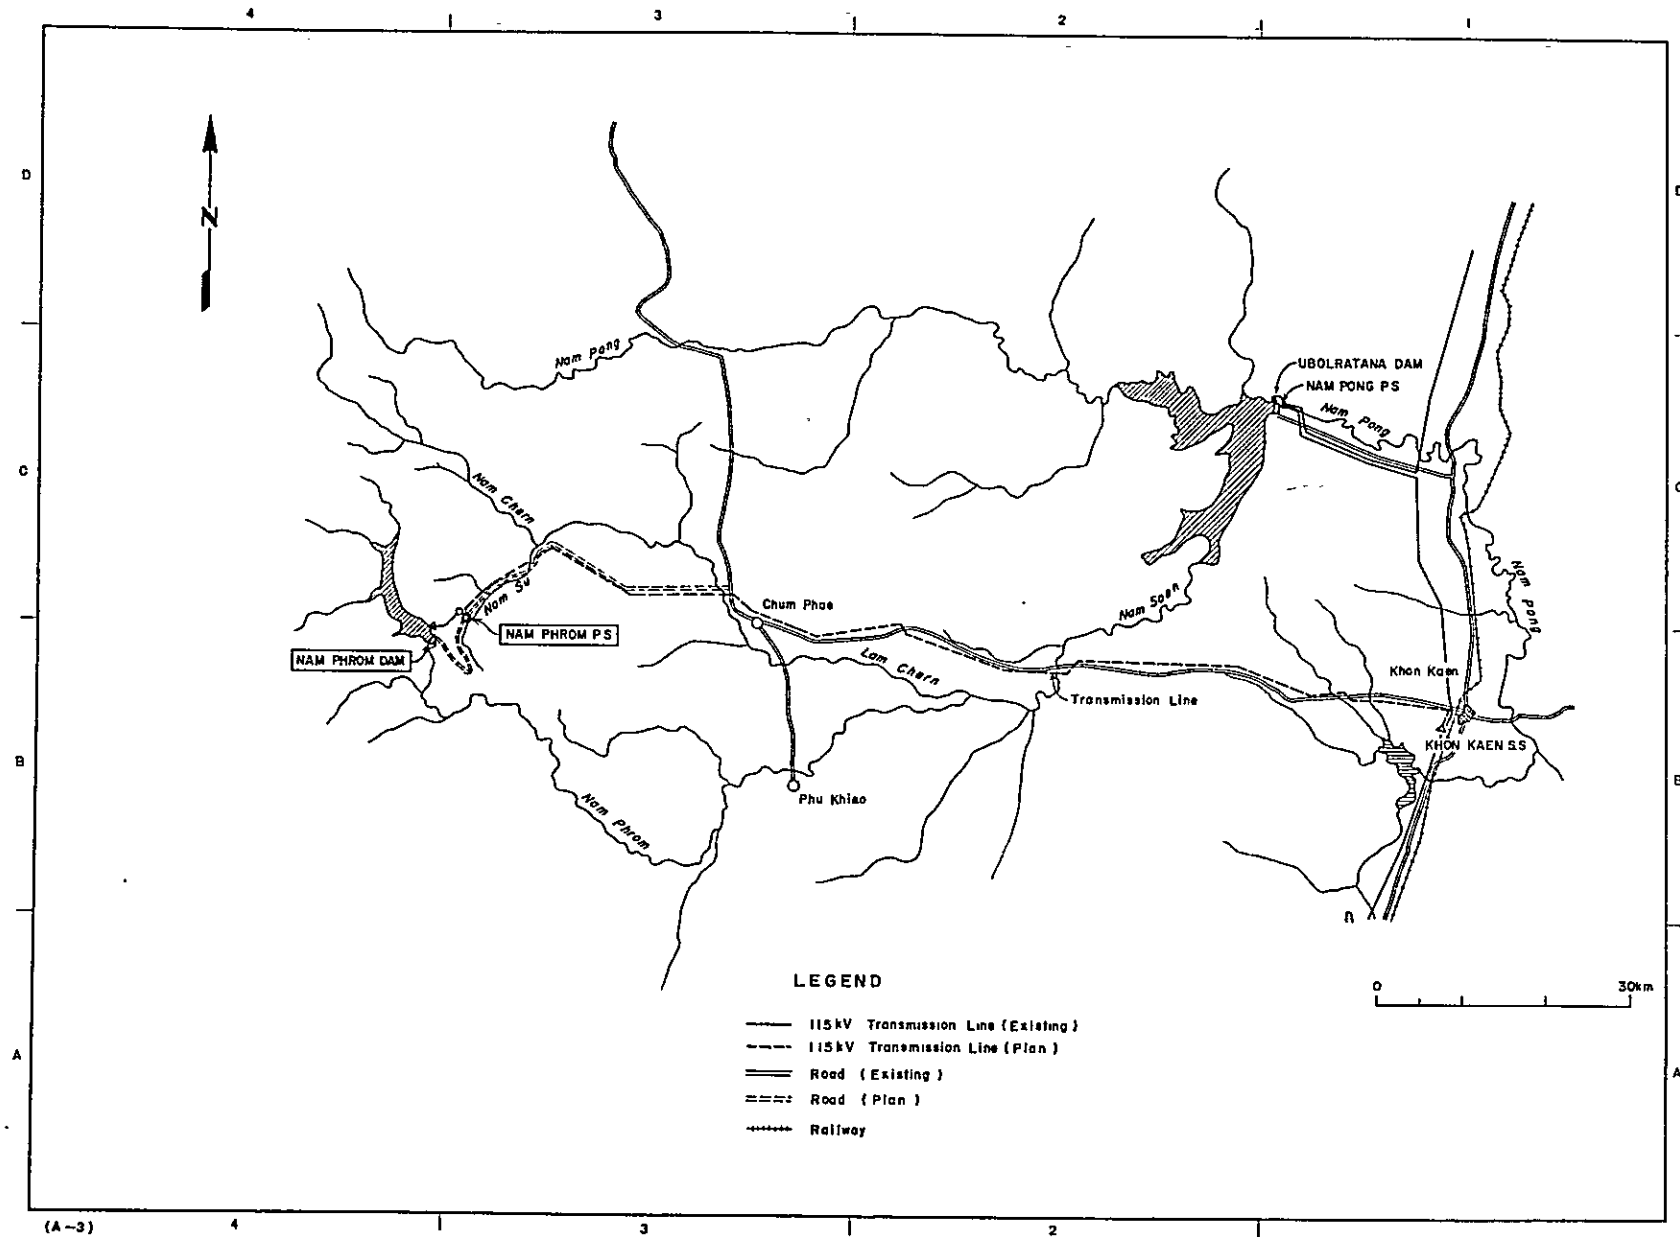 4 3 2 1
D
D
N
Nam Pong
UBOLRATANA DAM
NAM PONG PS
Nam Pong
C
C
Nam Chern
Nam Su
Nam Pong
Chum Phae
Nam Soen
NAM PHROM PS
NAM PHROM DAM
Lam Chern
Khon Kaen
Transmission Line
KHON KAEN S.S
B
B
Phu Khiao
Nam Phrom
LEGEND
0 30km
115kV Transmission Line (Existing)
115kV Transmission Line (Plan)
Road (Existing)
Road (Plan)
Railway
A
A
(A-3) 4 3 2